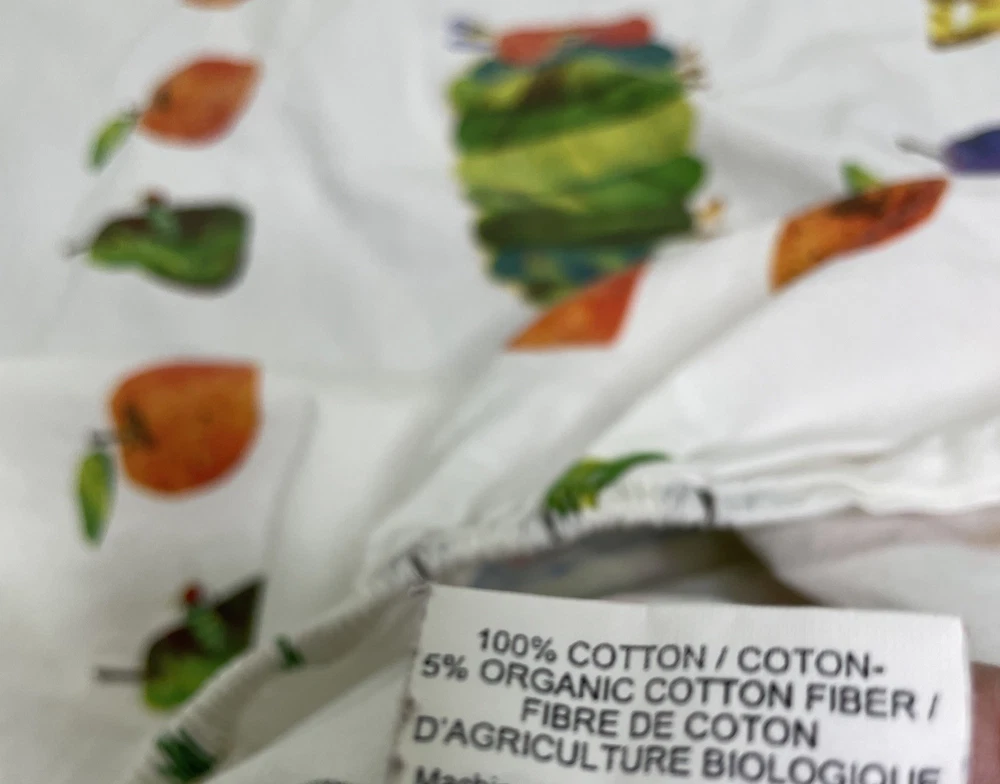 100% COTTON / COTON-
5% ORGANIC COTTON FIBER /
FIBRE DE COTON
D'AGRICULTURE BIOLOGIQUE